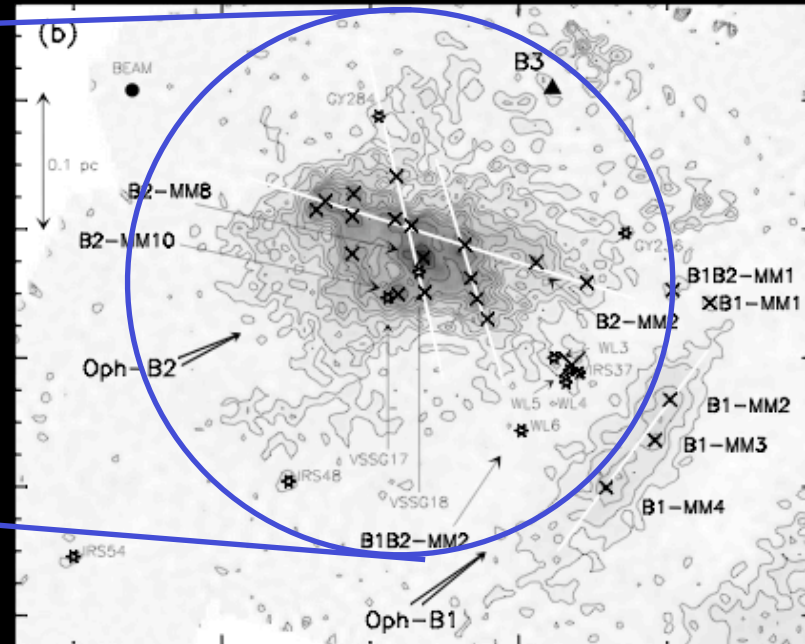 (b)
BEAM
B3
GY284
0.1 pc
B2-MM8
B2-MM10
GY256
B1B2-MM1
B1-MM1
B2-MM2
WL3
IRS37
Oph-B2
WL5
WL4
B1-MM2
WL6
B1-MM3
VSSG17
IRS48
VSSG18
B1-MM4
B1B2-MM2
IRS54
Oph-B1